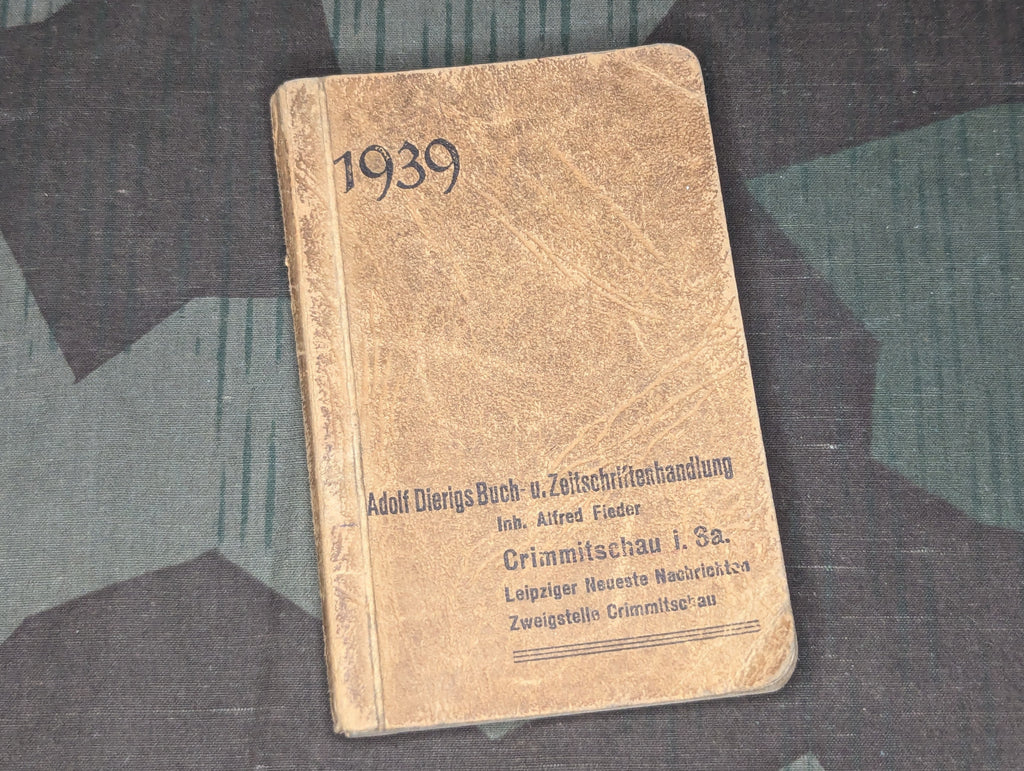 1939
Adolf Dierigs Buch- u. Zeitschriftenhandlung
Inh. Alfred Fieder
Crimmitschau i. Sa.
Leipziger Neueste Nachrichten
Zweigstelle Crimmitschau